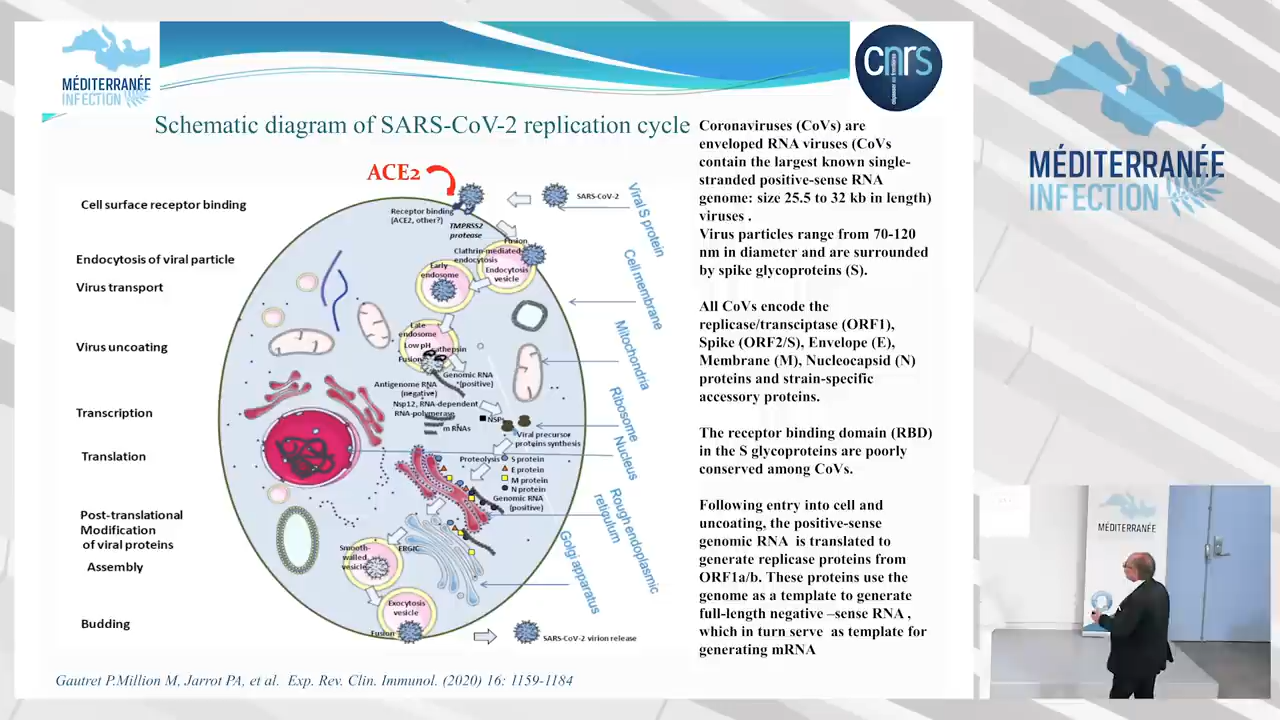 MÉDITERRANÉE
INFECTION
cnrs
dépasser les frontières
Schematic diagram of SARS-CoV-2 replication cycle
ACE2
Cell surface receptor binding
Endocytosis of viral particle
Virus transport
Virus uncoating
Transcription
Translation
Post-translational
Modification
of viral proteins
Assembly
Budding
SARS-CoV-2
Receptor binding
(ACE2, other?)
TMPRSS2
protease
Fusion
Clathrin-mediated
endocytosis
Endocytosis
vesicle
Early
endosome
Late
endosome
Low pH
cathepsin
Fusion
Genomic RNA
(positive)
Antigenome RNA
(negative)
Nsp12, RNA-dependent
RNA-polymerase
NSPs
m RNAs
Viral precursor
proteins synthesis
Proteolysis
S protein
E protein
M protein
N protein
Genomic RNA
(positive)
Smooth-
walled
vesicle
ERGIC
Exocytosis
vesicle
Fusion
SARS-CoV-2 virion release
Viral S protein
Cell membrane
Mitochondria
Ribosome
Nucleus
Rough endoplasmic
reticulum
Golgi apparatus
Gautret P.Million M, Jarrot PA, et al. Exp. Rev. Clin. Immunol. (2020) 16: 1159-1184
Coronaviruses (CoVs) are
enveloped RNA viruses (CoVs
contain the largest known single-
stranded positive-sense RNA
genome: size 25.5 to 32 kb in length)
viruses .
Virus particles range from 70-120
nm in diameter and are surrounded
by spike glycoproteins (S).
All CoVs encode the
replicase/transciptase (ORF1),
Spike (ORF2/S), Envelope (E),
Membrane (M), Nucleocapsid (N)
proteins and strain-specific
accessory proteins.
The receptor binding domain (RBD)
in the S glycoproteins are poorly
conserved among CoVs.
Following entry into cell and
uncoating, the positive-sense
genomic RNA is translated to
generate replicase proteins from
ORF1a/b. These proteins use the
genome as a template to generate
full-length negative –sense RNA ,
which in turn serve as template for
generating mRNA
MÉDITERRANÉE
INFECTION
MÉDITERRANÉE